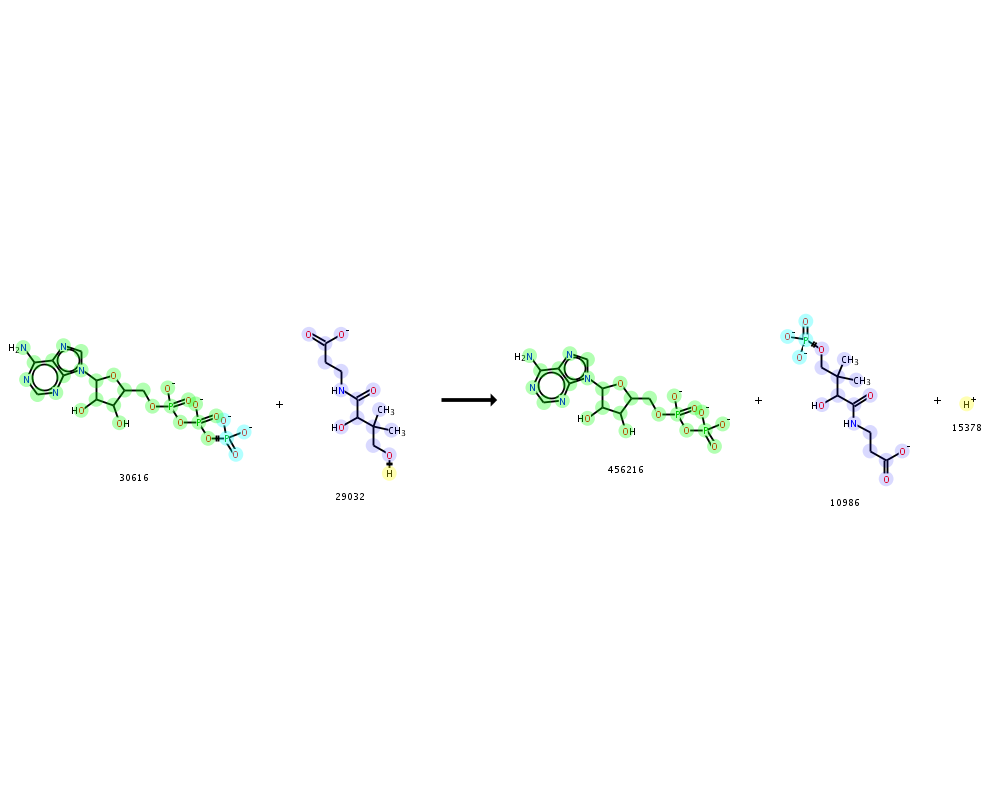 H2N N N N N O HO OH O P O O- O P O O- O P O O- O-
30616
+
O O- HN O HO CH3 CH3 O H
29032
H2N N N N N O HO OH O P O O- O P O- O- O
456216
+
O O- P O- O CH3 CH3 HO O HN O- O
10986
+
H+
15378